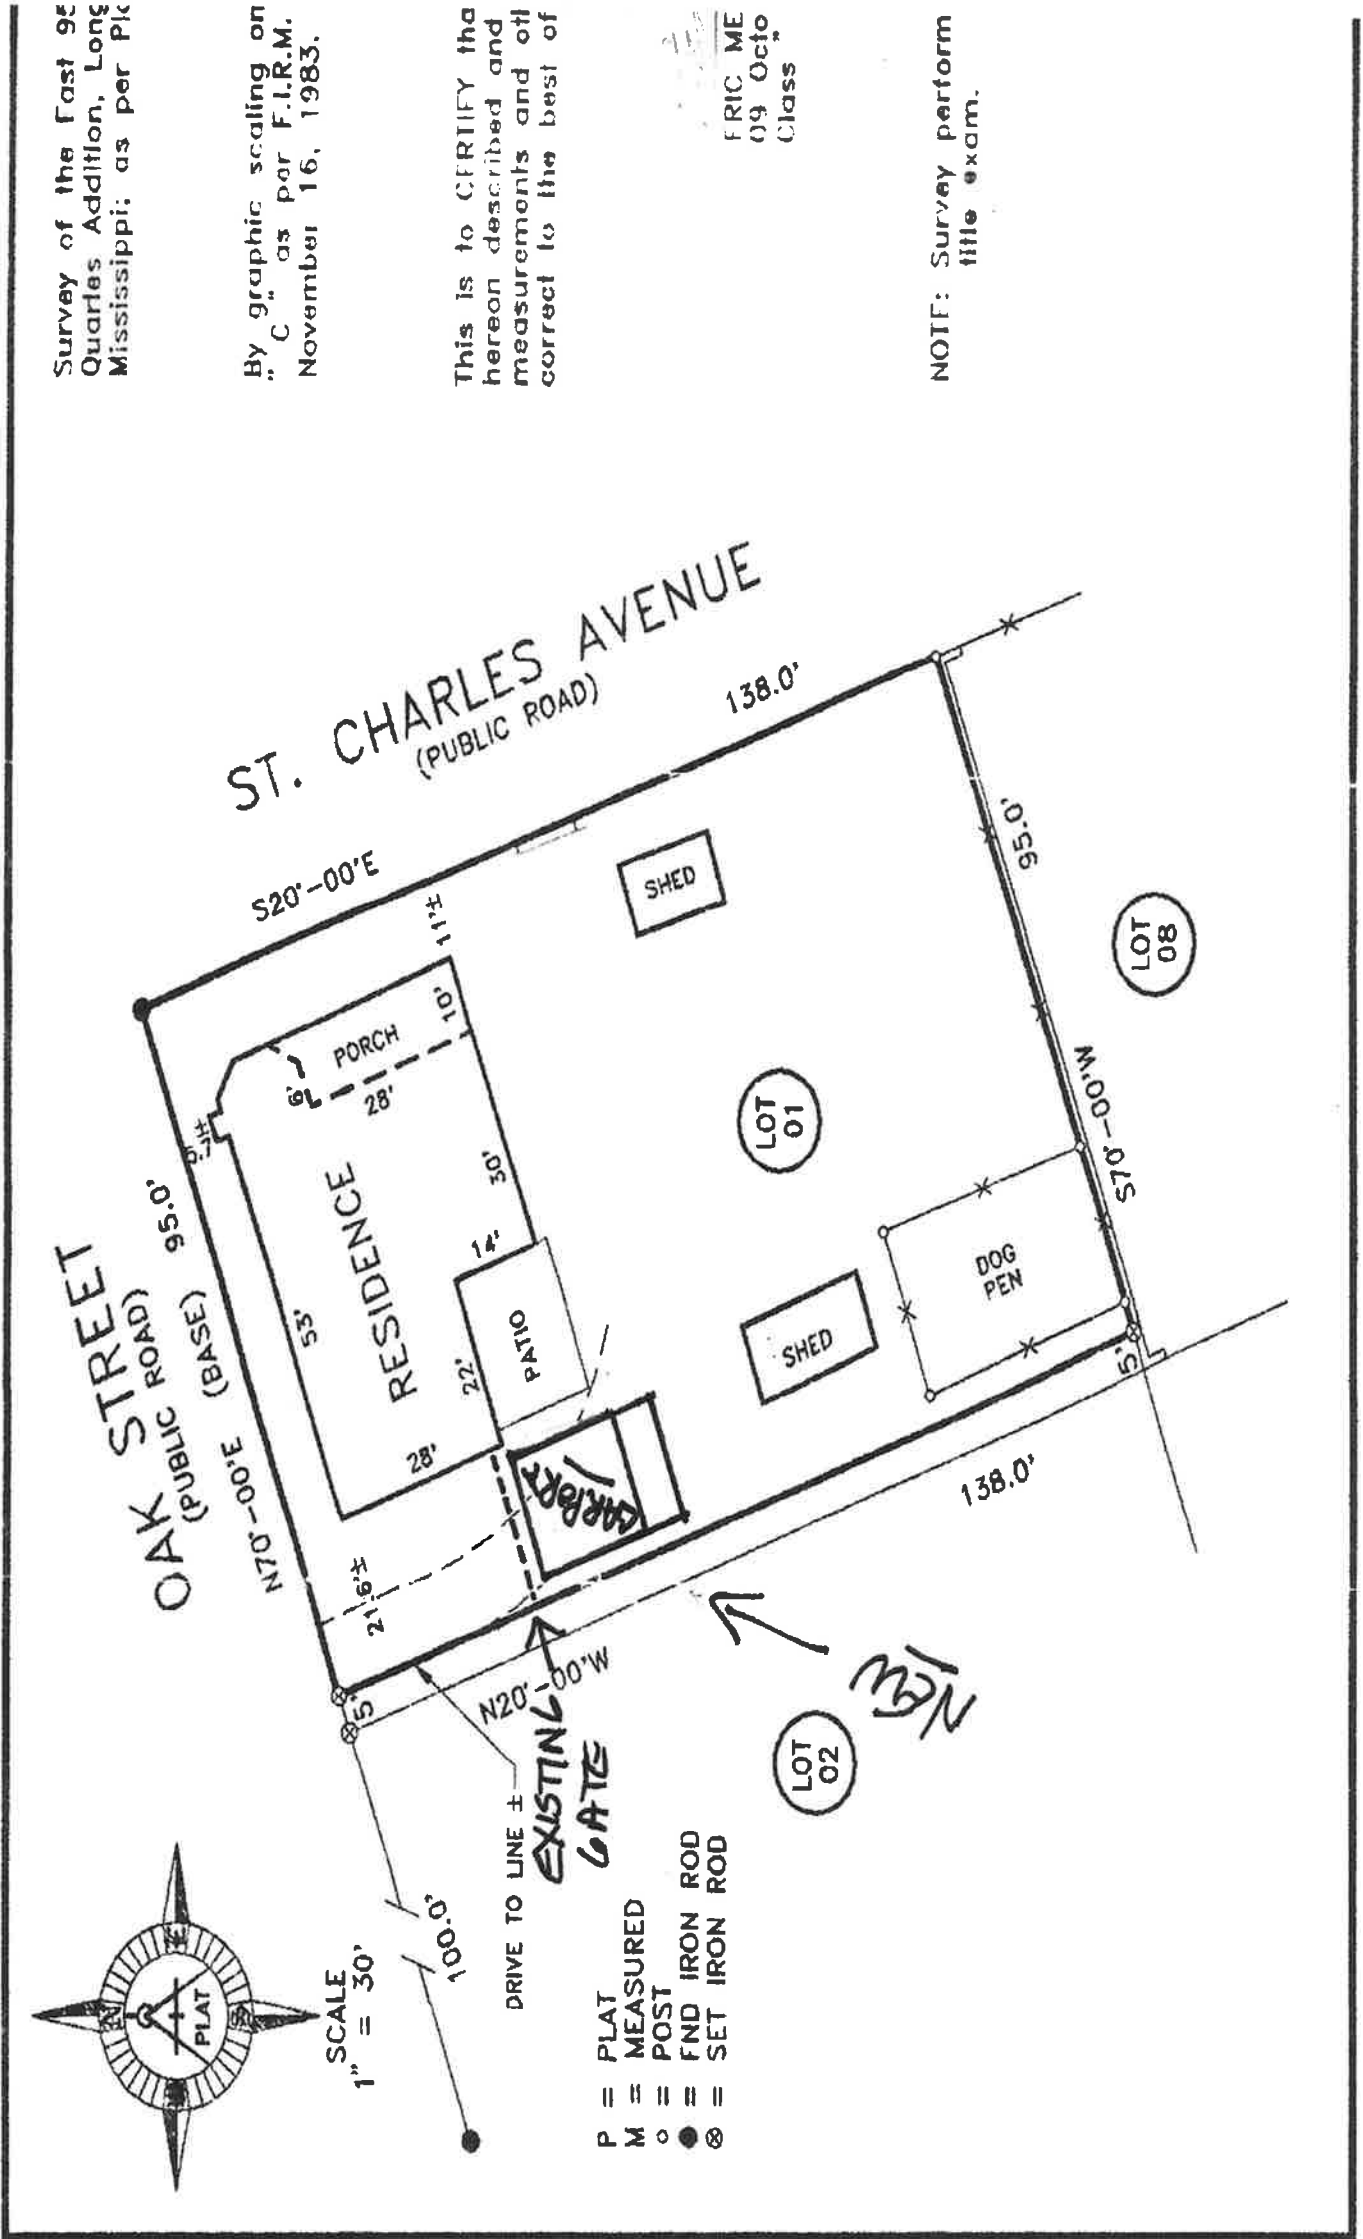 Survey of the East 95
Quarles Addition, Long
Mississippi; as per Pla
"By graphic scaling on
"C" as per F.I.R.M.
November 16, 1983.
This is to CERTIFY tha
hereon described and
measurements and otl
correct to the best of
ERIC ME
09 Octo
Class "
NOTE: Survey perform
title exam.
ST. CHARLES AVENUE
(PUBLIC ROAD)
S20'-00'E
138.0'
OAK STREET
(PUBLIC ROAD)
N70'-00'E (BASE) 95.0'
RESIDENCE
53'
28'
22'
14'
30'
28'
6'
PORCH
10'
11'±
PATIO
CARPORT
21.6'±
SHED
SHED
DOG
PEN
LOT
01
95.0'
S70'-00'W
LOT
08
5'
138.0'
N20'-00'W
5'
DRIVE TO LINE ±
EXISTING
GATE
NEW
LOT
02
100.0'
N
E
S
PLAT
SCALE
1" = 30'
P = PLAT
M = MEASURED
o = POST
● = FND IRON ROD
⊗ = SET IRON ROD